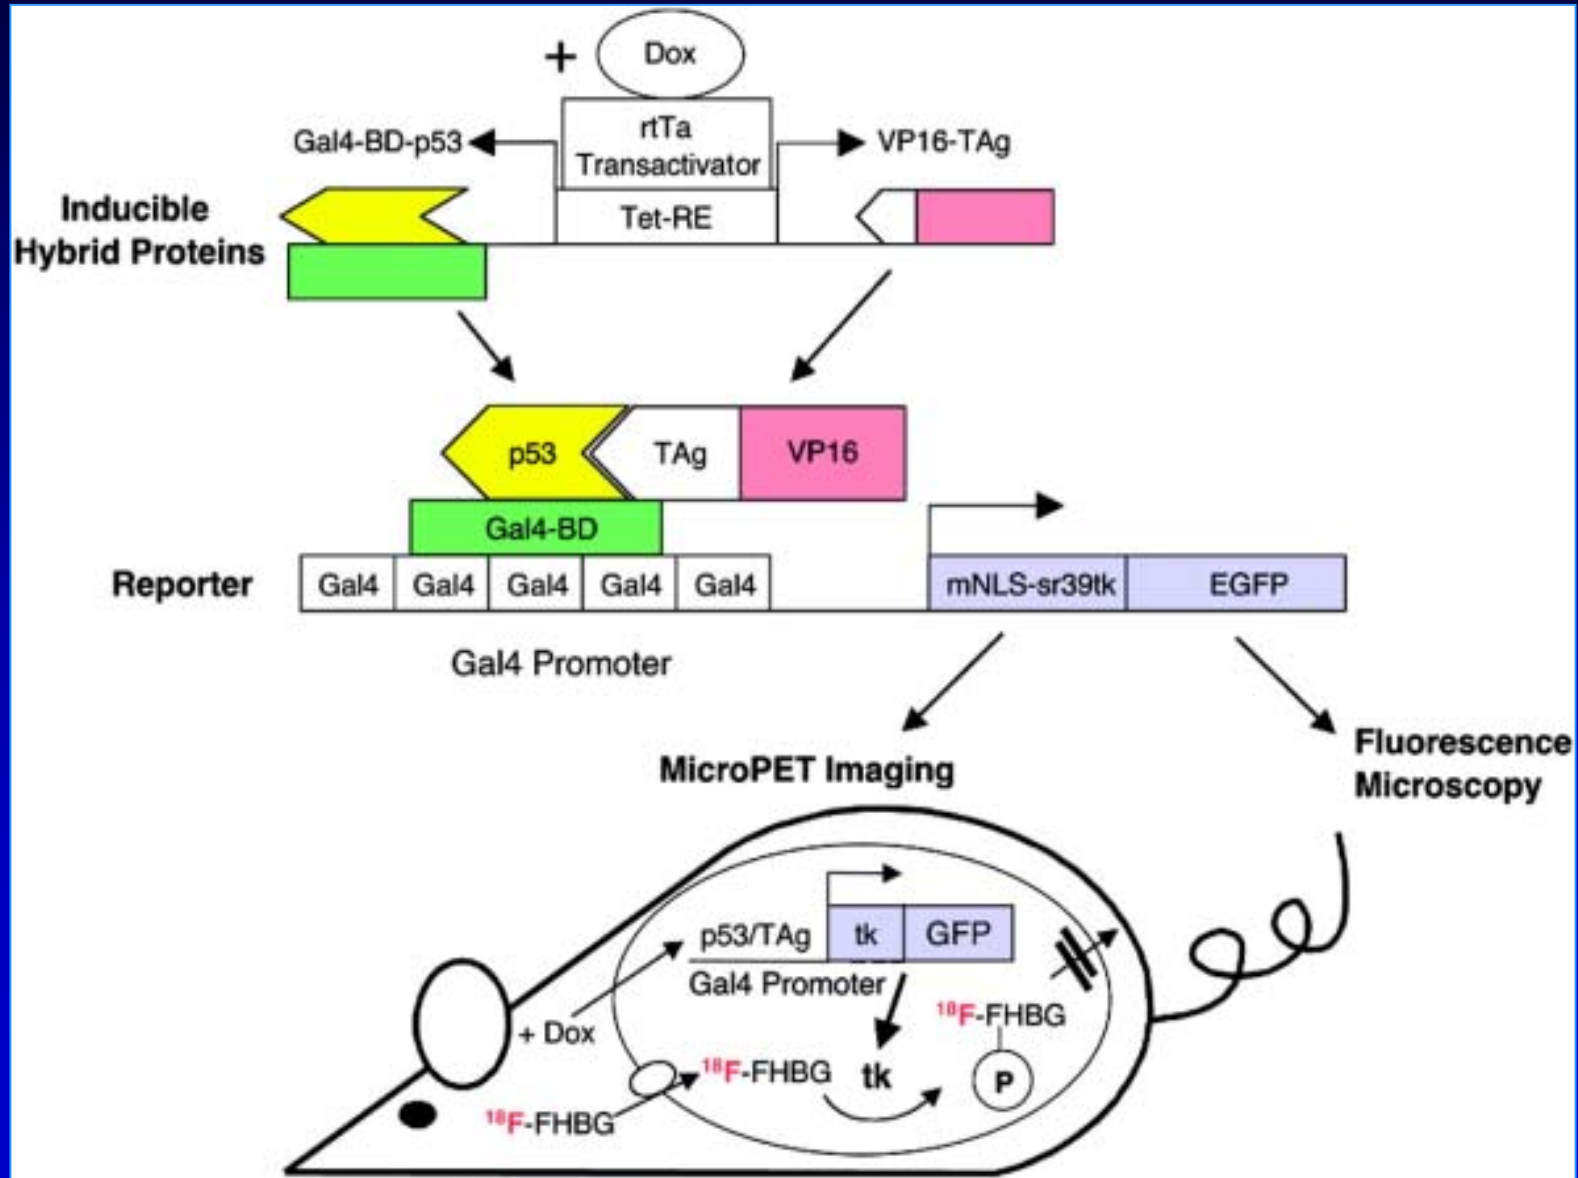 +
Dox
Gal4-BD-p53
rtTa
Transactivator
VP16-TAg
Inducible
Hybrid Proteins
Tet-RE
p53
TAg
VP16
Gal4-BD
Reporter
Gal4 Gal4 Gal4 Gal4 Gal4
mNLS-sr39tk
EGFP
Gal4 Promoter
MicroPET Imaging
Fluorescence
Microscopy
p53/TAg
tk
GFP
Gal4 Promoter
+ Dox
18F-FHBG
18F-FHBG
tk
P
18F-FHBG